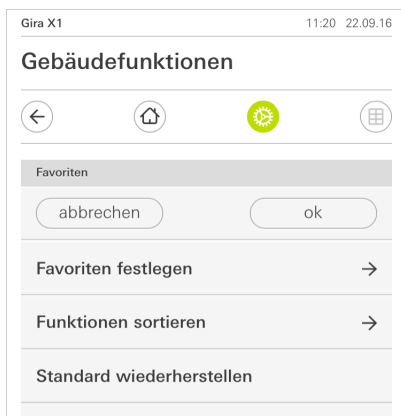 Gira X1 11:20 22.09.16
Gebäudefunktionen
Favoriten
abbrechen ok
Favoriten festlegen
Funktionen sortieren
Standard wiederherstellen